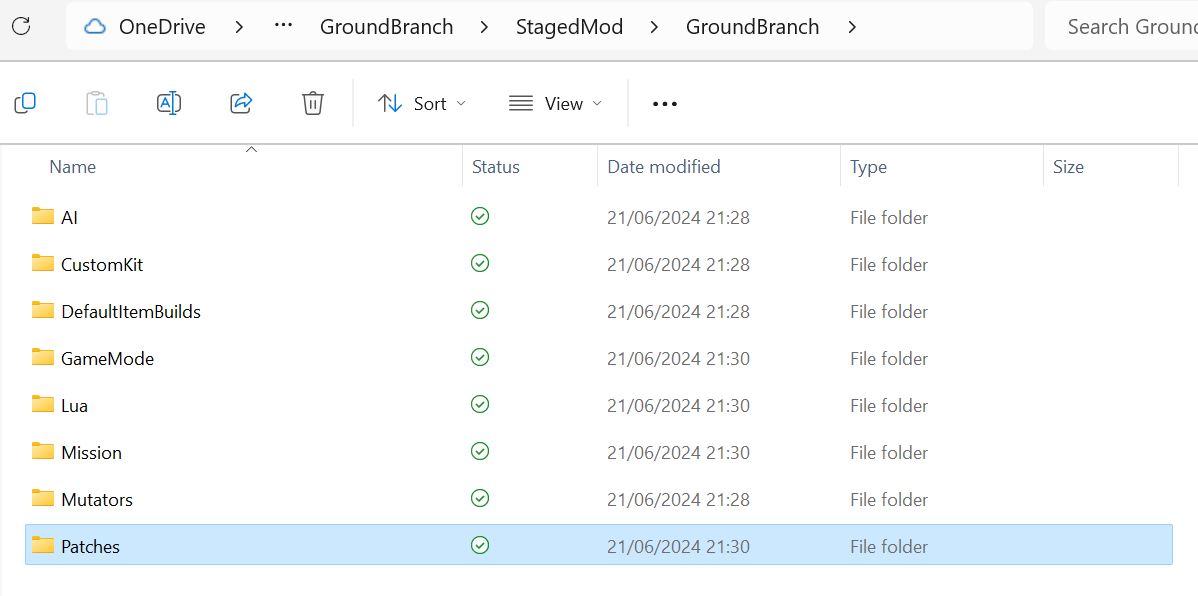 OneDrive > ... GroundBranch > StagedMod > GroundBranch > Search Groun
Sort View
Name Status Date modified Type Size
AI 21/06/2024 21:28 File folder
CustomKit 21/06/2024 21:28 File folder
DefaultItemBuilds 21/06/2024 21:28 File folder
GameMode 21/06/2024 21:30 File folder
Lua 21/06/2024 21:30 File folder
Mission 21/06/2024 21:30 File folder
Mutators 21/06/2024 21:28 File folder
Patches 21/06/2024 21:30 File folder